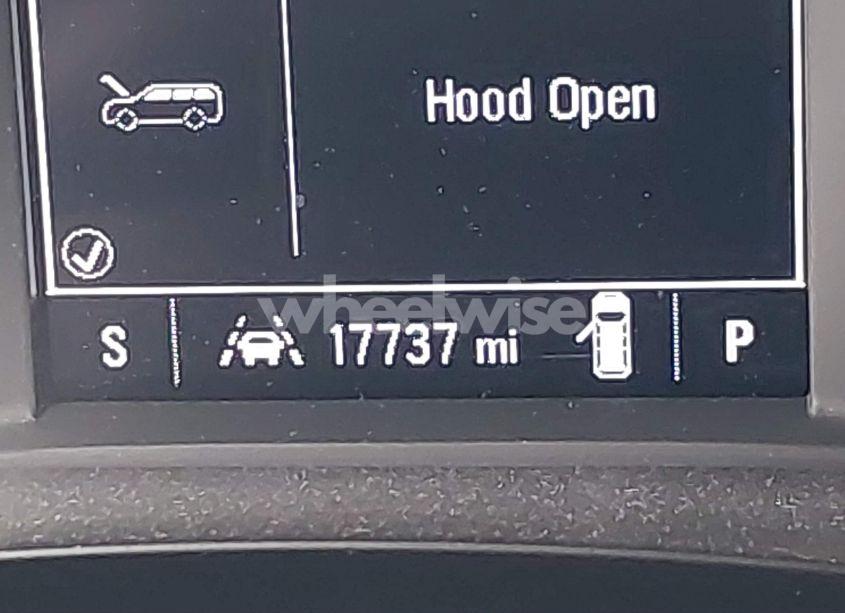 Hood Open
S 17737 mi P
wheelwise